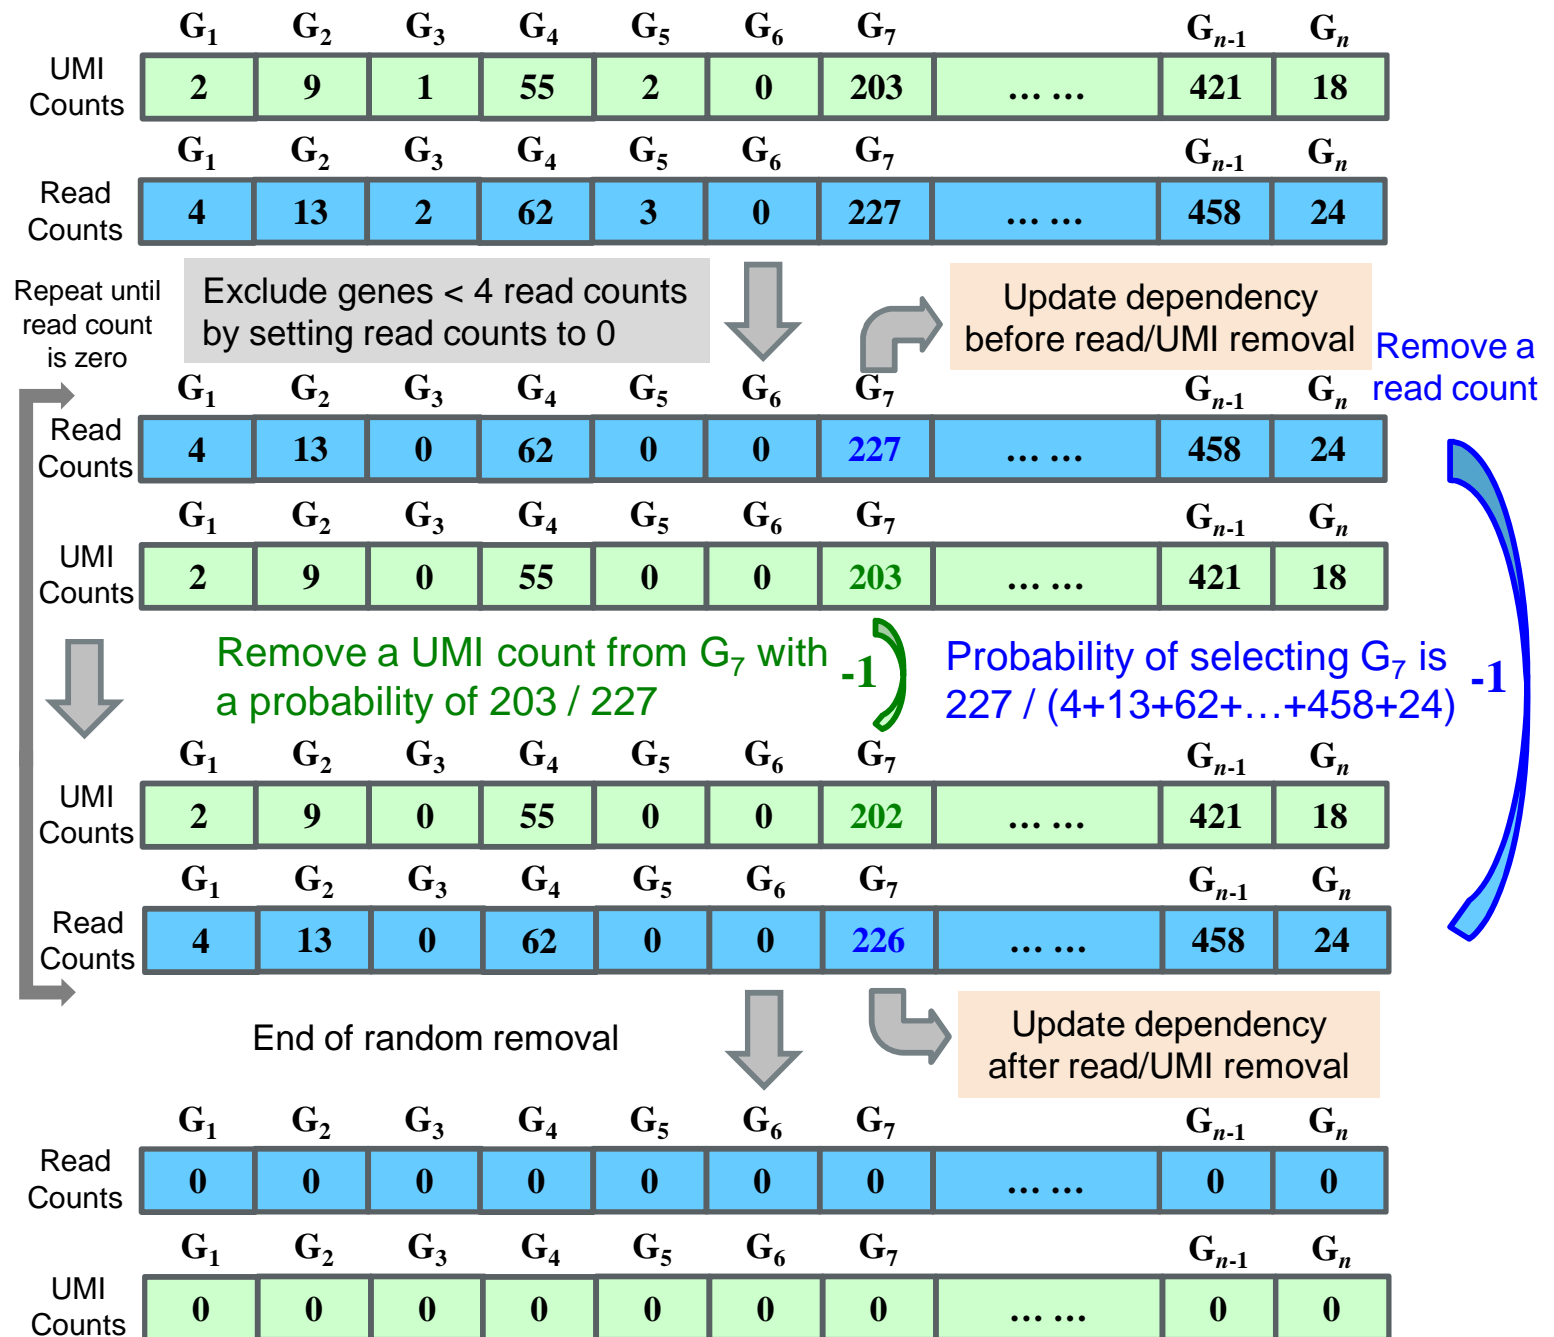 G1 G2 G3 G4 G5 G6 G7 Gn-1 Gn
UMI
Counts
2 9 1 55 2 0 203 ... ... 421 18
G1 G2 G3 G4 G5 G6 G7 Gn-1 Gn
Read
Counts
4 13 2 62 3 0 227 ... ... 458 24
Repeat until
read count
is zero
Exclude genes < 4 read counts
by setting read counts to 0
Update dependency
before read/UMI removal
Remove a
read count
G1 G2 G3 G4 G5 G6 G7 Gn-1 Gn
Read
Counts
4 13 0 62 0 0 227 ... ... 458 24
G1 G2 G3 G4 G5 G6 G7 Gn-1 Gn
UMI
Counts
2 9 0 55 0 0 203 ... ... 421 18
Remove a UMI count from G7 with
a probability of 203 / 227
-1
Probability of selecting G7 is
227 / (4+13+62+...+458+24)
-1
G1 G2 G3 G4 G5 G6 G7 Gn-1 Gn
UMI
Counts
2 9 0 55 0 0 202 ... ... 421 18
G1 G2 G3 G4 G5 G6 G7 Gn-1 Gn
Read
Counts
4 13 0 62 0 0 226 ... ... 458 24
End of random removal
Update dependency
after read/UMI removal
G1 G2 G3 G4 G5 G6 G7 Gn-1 Gn
Read
Counts
0 0 0 0 0 0 0 ... ... 0 0
G1 G2 G3 G4 G5 G6 G7 Gn-1 Gn
UMI
Counts
0 0 0 0 0 0 0 ... ... 0 0